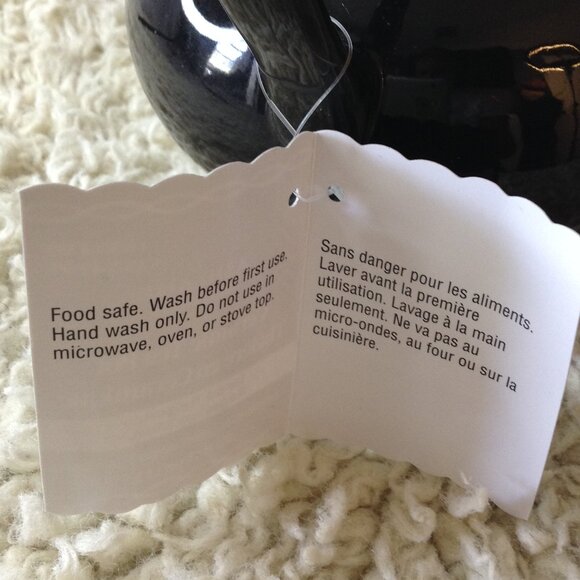 Food safe. Wash before first use.
Hand wash only. Do not use in
microwave, oven, or stove top.
Sans danger pour les aliments.
Laver avant la première
utilisation. Lavage à la main
seulement. Ne va pas au
micro-ondes, au four ou sur la
cuisinière.